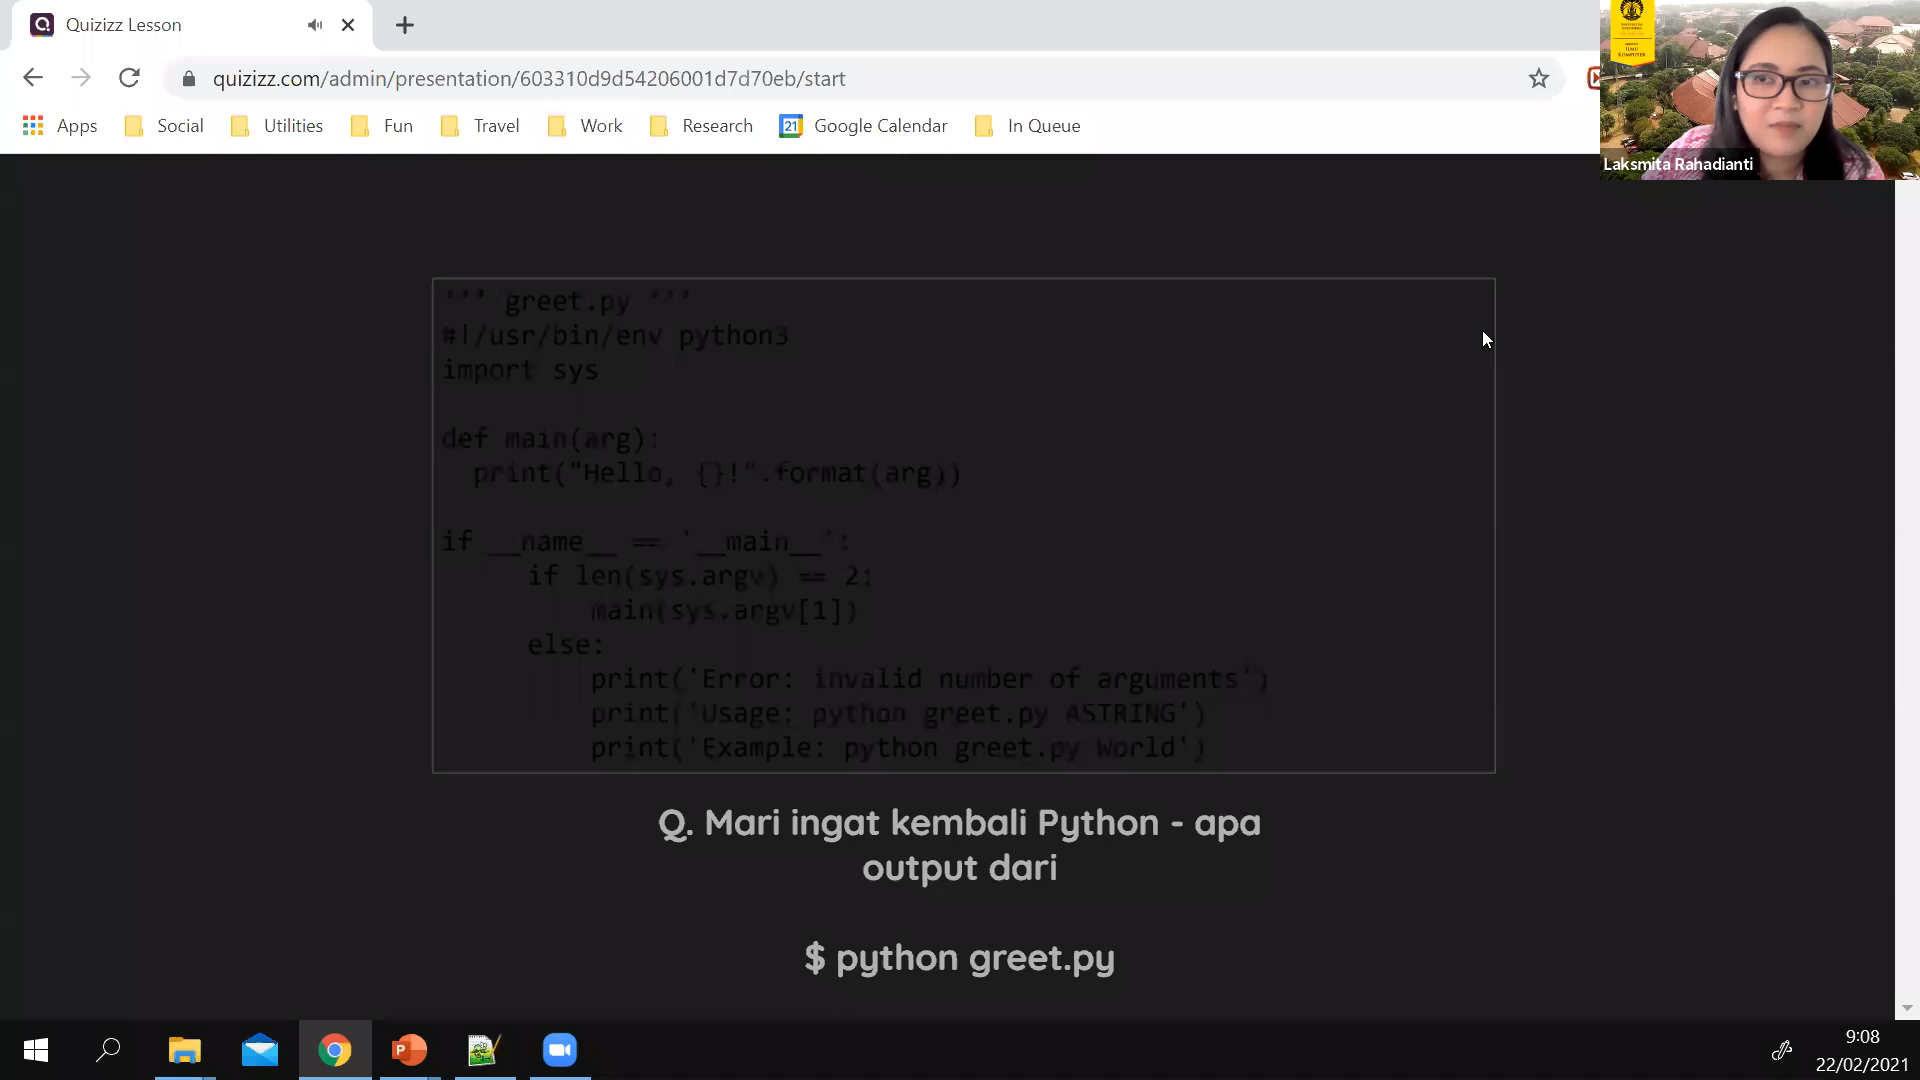 Quizizz Lesson
quizizz.com/admin/presentation/603310d9d54206001d7d70eb/start
Apps Social Utilities Fun Travel Work Research 21 Google Calendar In Queue
ILMU
KOMPUTER
Laksmita Rahadianti
''' greet.py '''
#!/usr/bin/env python3
import sys
def main(arg):
print("Hello, {}!".format(arg))
if __name__ == '__main__':
if len(sys.argv) == 2:
main(sys.argv[1])
else:
print('Error: invalid number of arguments')
print('Usage: python greet.py ASTRING')
print('Example: python greet.py World')
Q. Mari ingat kembali Python - apa
output dari
$ python greet.py
9:08
22/02/2021